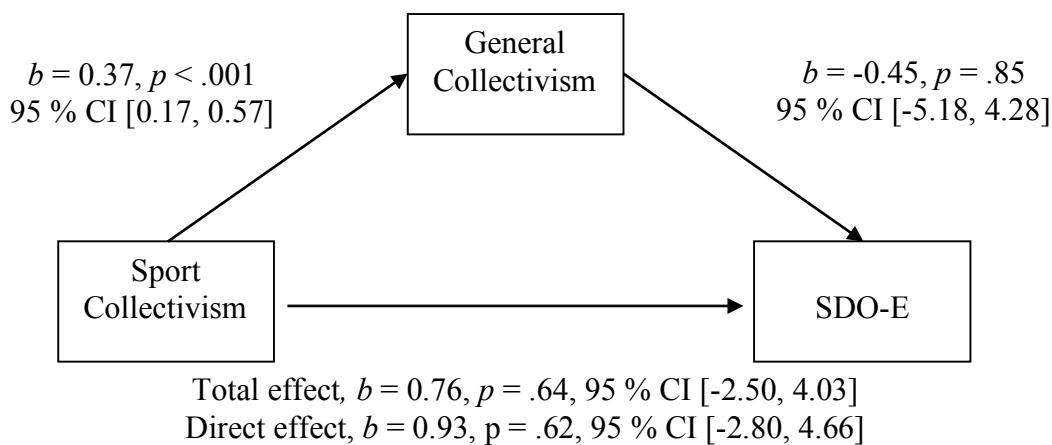 General
Collectivism
b = 0.37, p < .001
95 % CI [0.17, 0.57]
b = -0.45, p = .85
95 % CI [-5.18, 4.28]
Sport
Collectivism
SDO-E
Total effect, b = 0.76, p = .64, 95 % CI [-2.50, 4.03]
Direct effect, b = 0.93, p = .62, 95 % CI [-2.80, 4.66]